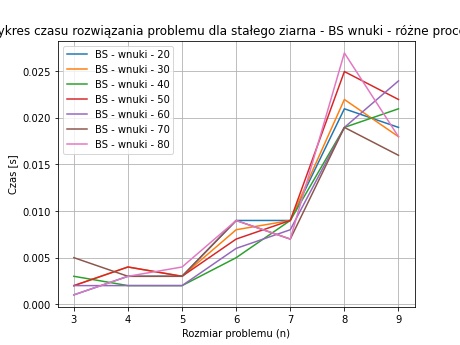 ykres czasu rozwiązania problemu dla stałego ziarna - BS wnuki - różne proce
BS - wnuki - 20
BS - wnuki - 30
BS - wnuki - 40
BS - wnuki - 50
BS - wnuki - 60
BS - wnuki - 70
BS - wnuki - 80
0.025
0.020
0.015
0.010
0.005
0.000
Czas [s]
3 4 5 6 7 8 9
Rozmiar problemu (n)